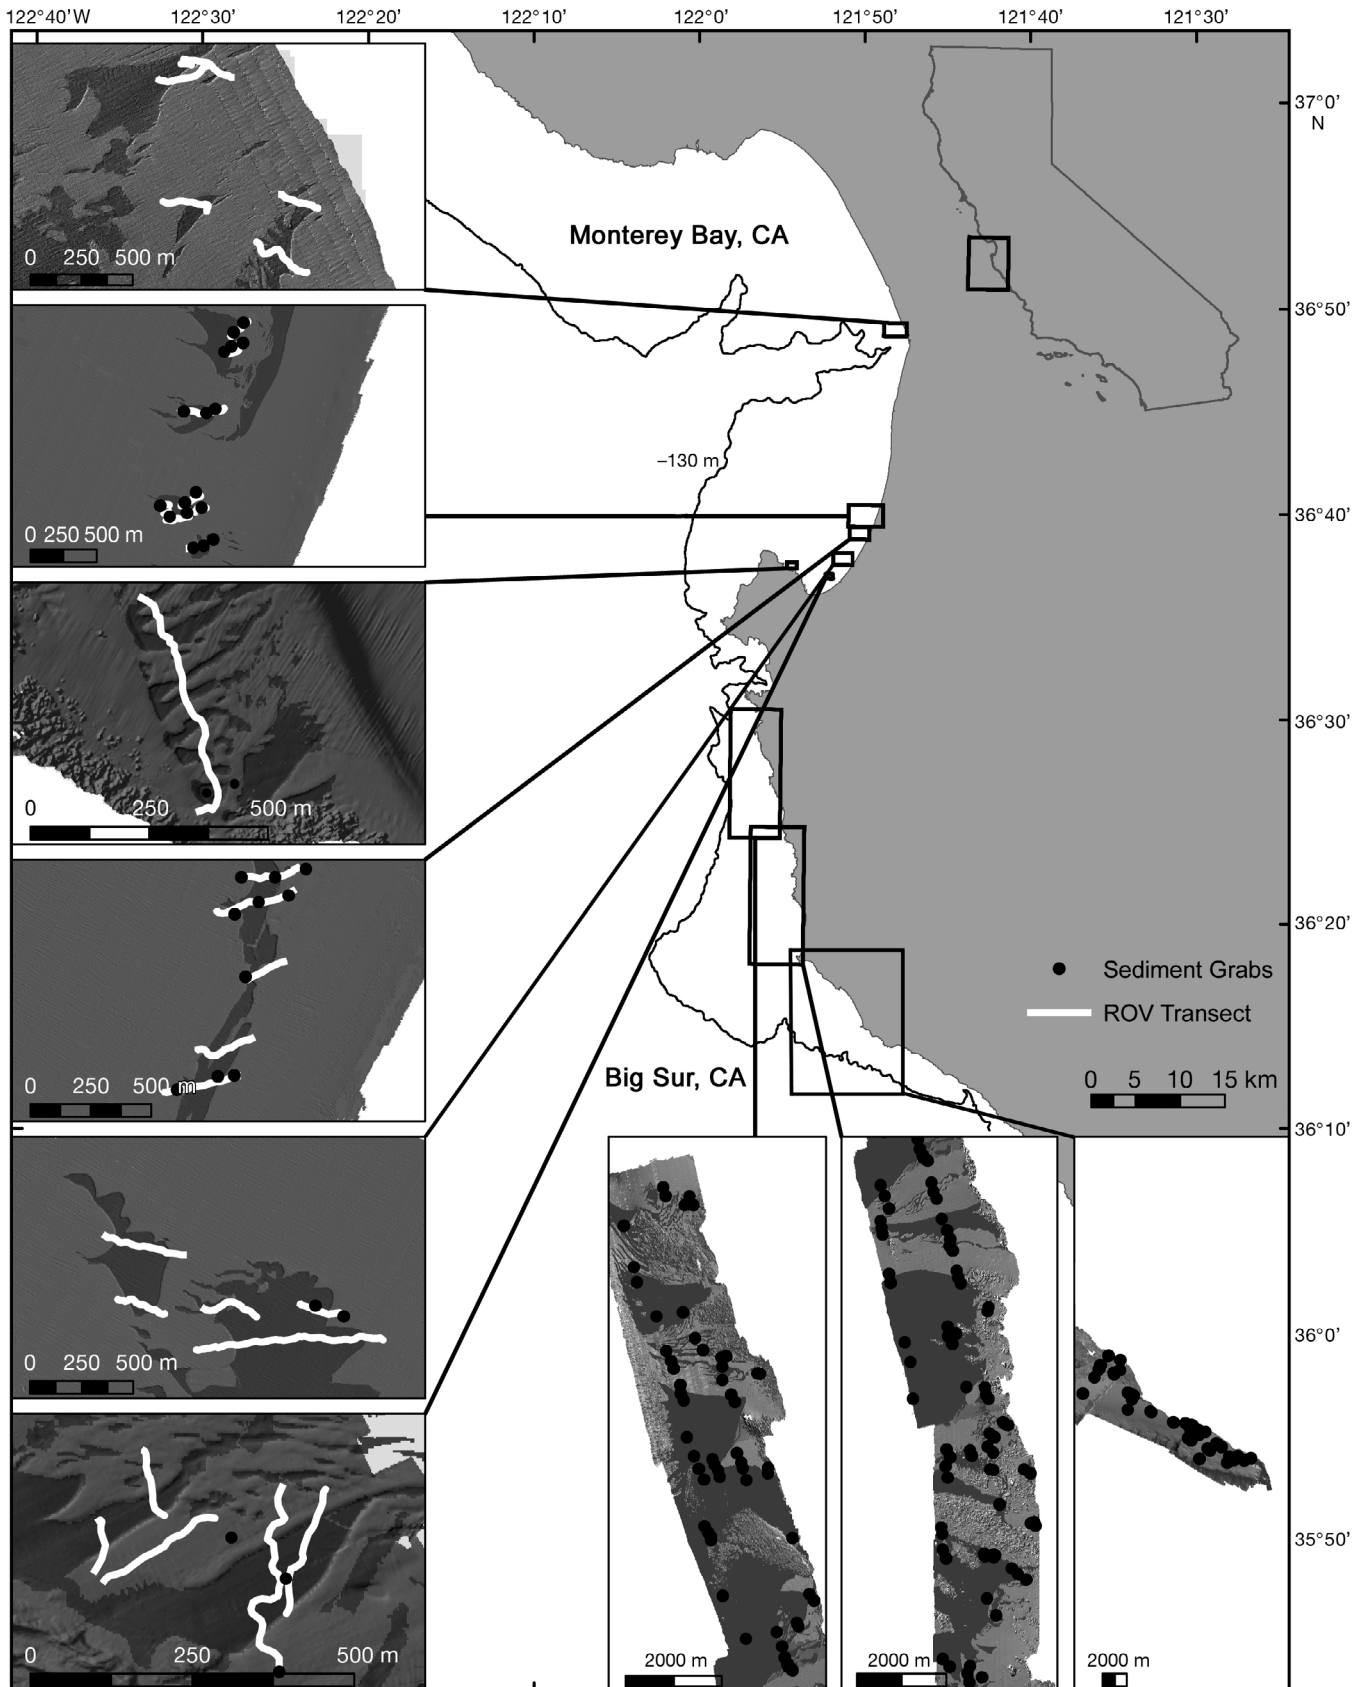 122°40’W 122°30’ 122°20’ 122°10’ 122°0’ 121°50’ 121°40’ 121°30’
37°0’
N
36°50’
36°40’
36°30’
36°20’
36°10’
36°0’
35°50’
Monterey Bay, CA
–130 m
Big Sur, CA
Sediment Grabs
ROV Transect
0 5 10 15 km
0 250 500 m
0 250 500 m
0 250 500 m
0 250 500 m
0 250 500 m
0 250 500 m
2000 m
2000 m
2000 m